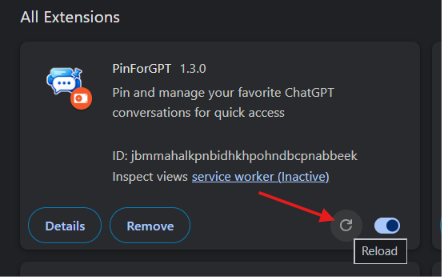 All Extensions
PinForGPT 1.3.0
Pin and manage your favorite ChatGPT
conversations for quick access
ID: jbmmahalkpnbidhkhpohndbcpnabbeek
Inspect views service worker (Inactive)
Details
Remove
Reload